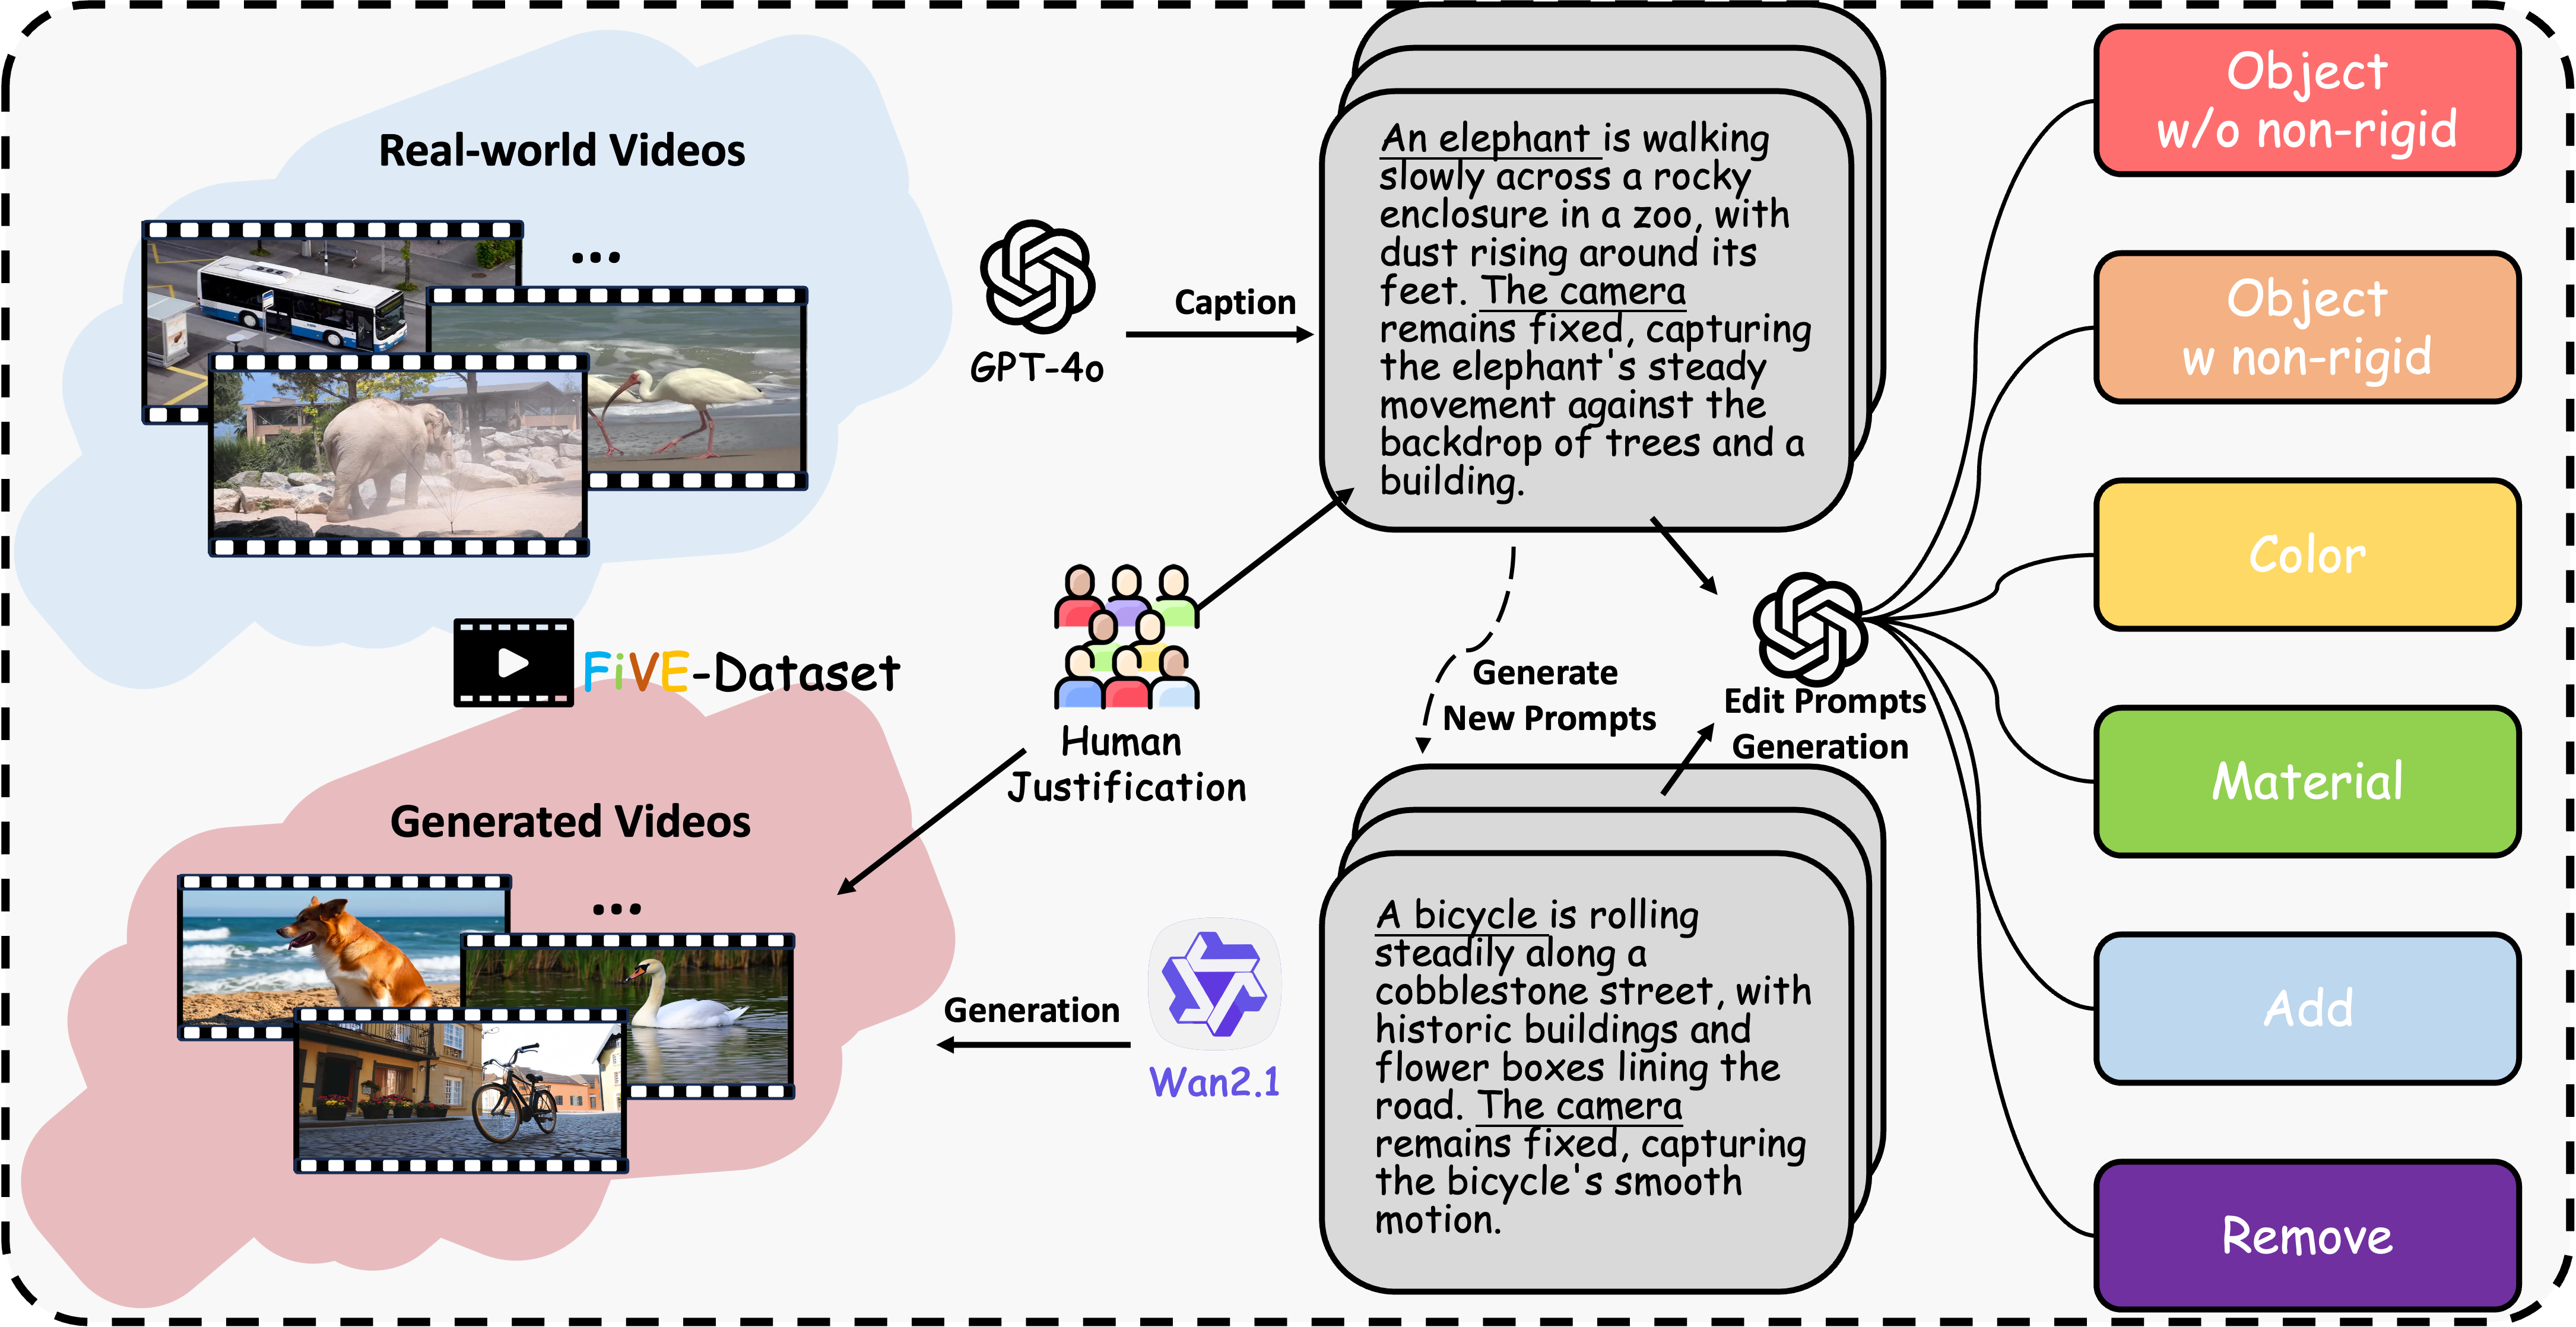 Real-world Videos
...
FiVE-Dataset
Generated Videos
...
GPT-4o
Caption
Human
Justification
Generation
Wan2.1
An elephant is walking
slowly across a rocky
enclosure in a zoo, with
dust rising around its
feet. The camera
remains fixed, capturing
the elephant's steady
movement against the
backdrop of trees and a
building.
Generate
New Prompts
Edit Prompts
Generation
A bicycle is rolling
steadily along a
cobblestone street, with
historic buildings and
flower boxes lining the
road. The camera
remains fixed, capturing
the bicycle's smooth
motion.
Object
w/o non-rigid
Object
w non-rigid
Color
Material
Add
Remove